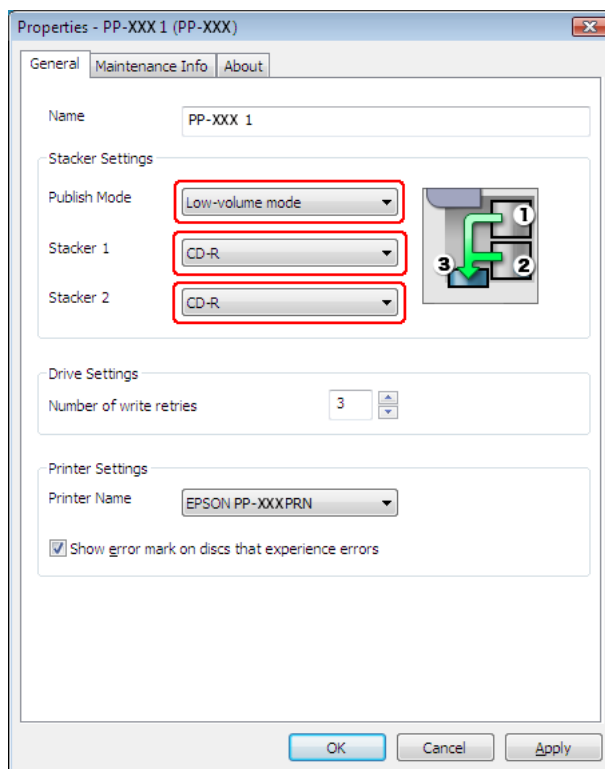 Properties - PP-XXX 1 (PP-XXX)
General Maintenance Info About
Name PP-XXX 1
Stacker Settings
Publish Mode Low-volume mode
1
Stacker 1 CD-R
3 2
Stacker 2 CD-R
Drive Settings
Number of write retries 3
Printer Settings
Printer Name EPSON PP-XXXPRN
Show error mark on discs that experience errors
OK Cancel Apply